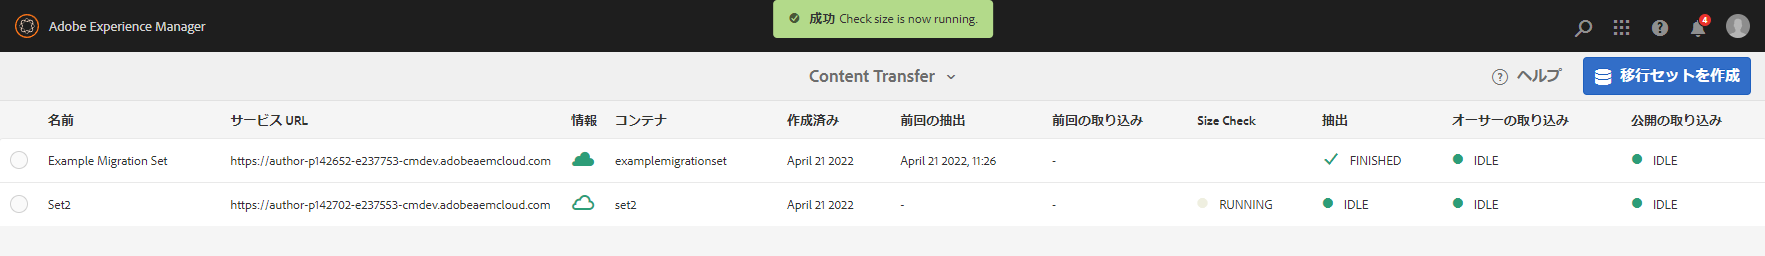 Adobe Experience Manager
成功 Check size is now running.
4
Content Transfer
ヘルプ
移行セットを作成
名前 サービス URL 情報 コンテナ 作成済み 前回の抽出 前回の取り込み Size Check 抽出 オーサーの取り込み 公開の取り込み
Example Migration Set https://author-p142652-e237753-cmdev.adobeaemcloud.com examplemigrationset April 21 2022 April 21 2022, 11:26 - FINISHED IDLE IDLE
Set2 https://author-p142702-e237553-cmdev.adobeaemcloud.com set2 April 21 2022 - - RUNNING IDLE IDLE IDLE